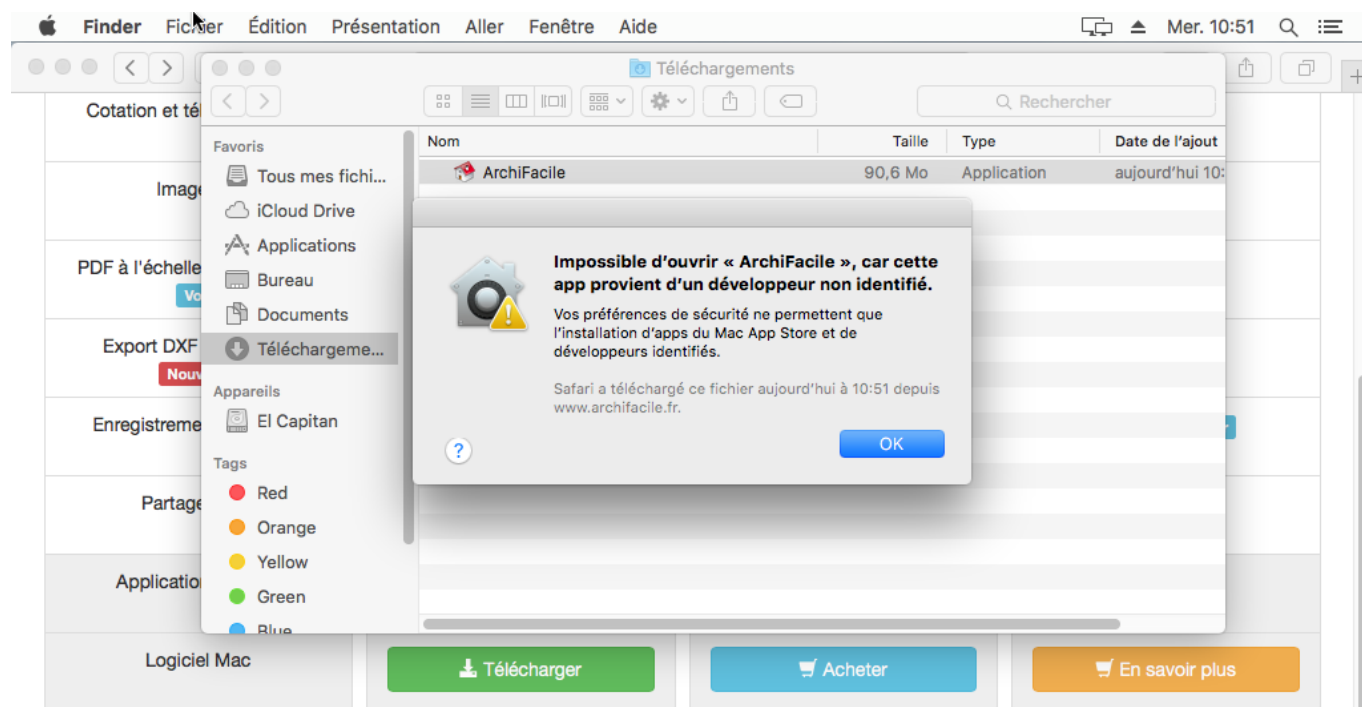 Finder Fichier Édition Présentation Aller Fenêtre Aide Mer. 10:51
Téléchargements
Rechercher
Cotation et tél
Image
PDF à l'échelle
Vo
Export DXF
Nouv
Enregistreme
Partage
Applicatio
Logiciel Mac
Favoris
Tous mes fichi...
iCloud Drive
Applications
Bureau
Documents
Téléchargeme...
Appareils
El Capitan
Tags
Red
Orange
Yellow
Green
Blue
Nom Taille Type Date de l'ajout
ArchiFacile 90,6 Mo Application aujourd'hui 10:
Impossible d'ouvrir « ArchiFacile », car cette
app provient d'un développeur non identifié.
Vos préférences de sécurité ne permettent que
l'installation d'apps du Mac App Store et de
développeurs identifiés.
Safari a téléchargé ce fichier aujourd'hui à 10:51 depuis
www.archifacile.fr.
? OK
Télécharger Acheter En savoir plus